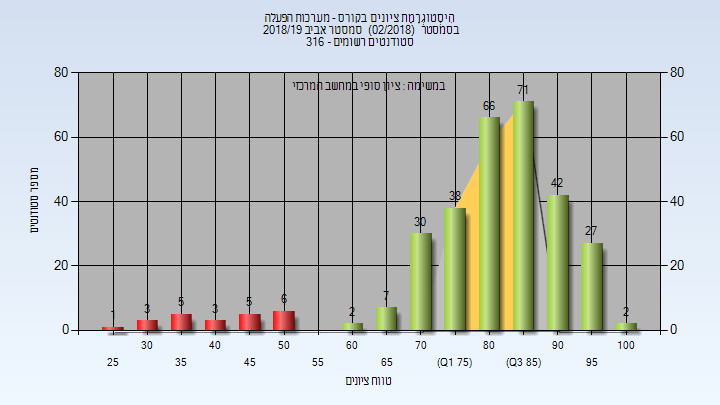 היסטוגרמת ציונים בקורס - מערכות הפעלה
בסמסטר (02/2018) סמסטר אביב 2018/19
סטודנטים רשומים - 316
במשימה : ציון סופי במחשב המרכזי
80 80
60 60
40 40
20 20
0 0
1 3 5 3 5 6 2 7 30 38 66 71 42 27 2
מספר סטודנטים
30 40 50 60 70 80 90 100
25 35 45 55 65 (Q1 75) (Q3 85) 95
טווח ציונים